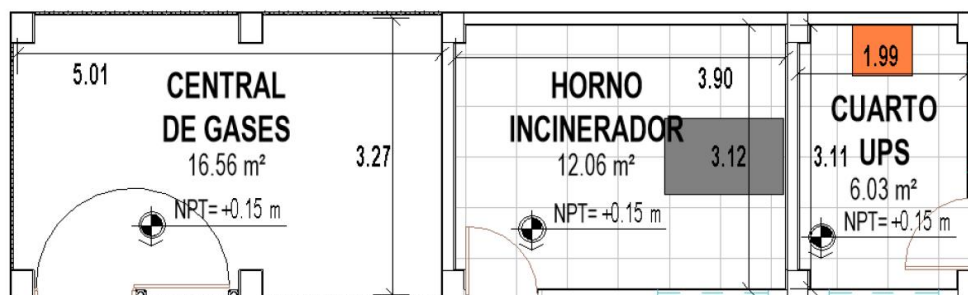 5.01
CENTRAL
DE GASES
16.56 m²
3.27
NPT= +0.15 m
3.90
HORNO
INCINERADOR
12.06 m²
3.12
NPT= +0.15 m
1.99
CUARTO
UPS
3.11
6.03 m²
NPT= +0.15 m